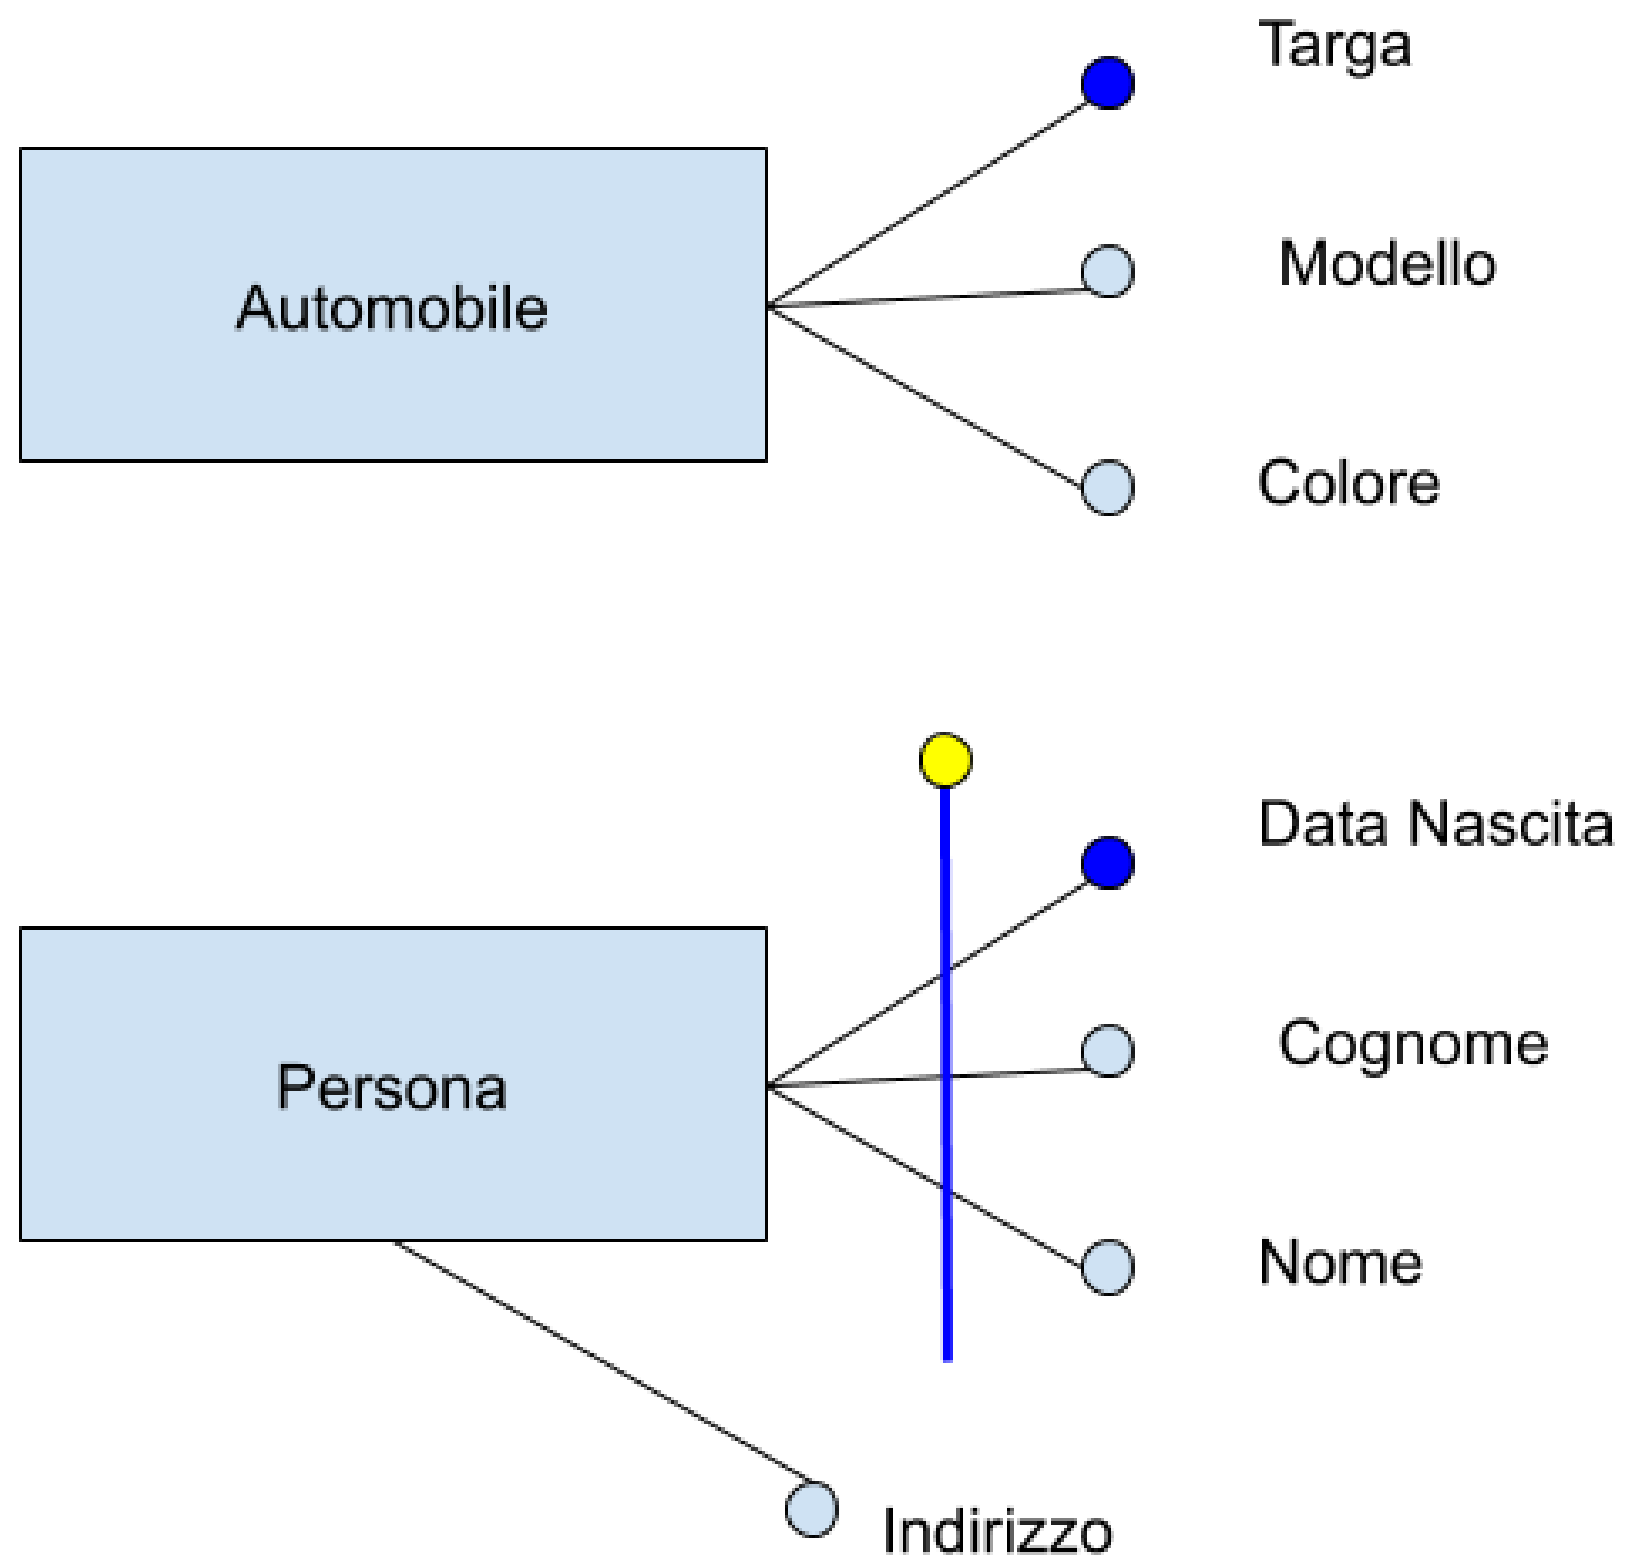 Targa
Modello
Automobile
Colore
Data Nascita
Cognome
Persona
Nome
Indirizzo